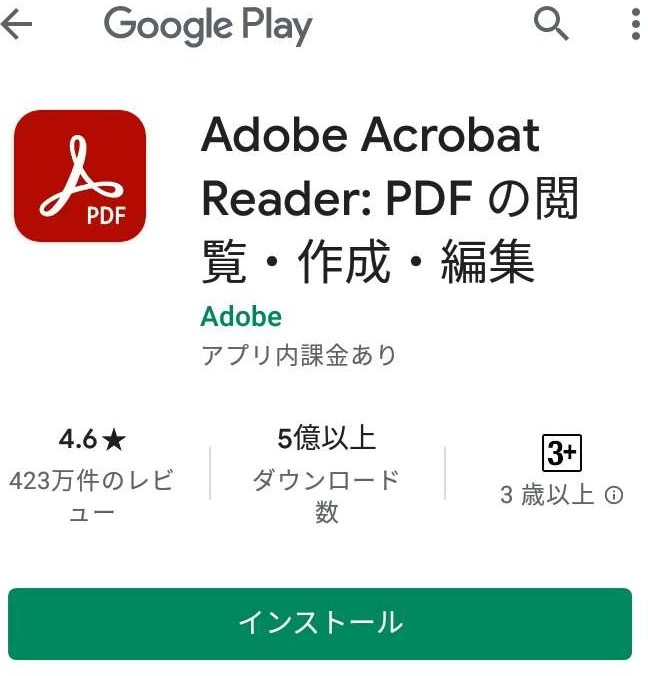 Google Play
PDF
Adobe Acrobat
Reader: PDF の閲
覧・作成・編集
Adobe
アプリ内課金あり
4.6★
423万件のレビ
ュー
5億以上
ダウンロード
数
3+
3 歳以上
インストール